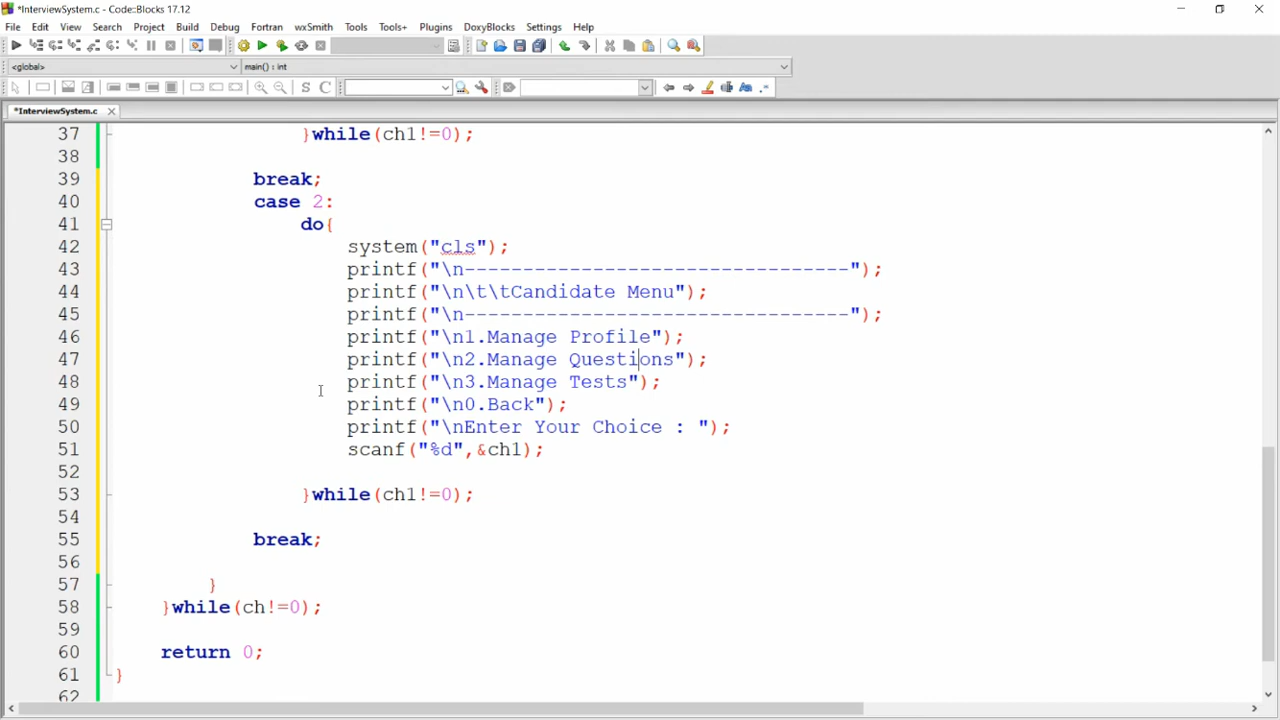 *InterviewSystem.c - Code::Blocks 17.12
File Edit View Search Project Build Debug Fortran wxSmith Tools Tools+ Plugins DoxyBlocks Settings Help
<global> main() : int
*InterviewSystem.c
37 }while(ch1!=0);
38
39 break;
40 case 2:
41 do{
42 system("cls");
43 printf("\n---------------------------------");
44 printf("\n\t\tCandidate Menu");
45 printf("\n---------------------------------");
46 printf("\n1.Manage Profile");
47 printf("\n2.Manage Questions");
48 printf("\n3.Manage Tests");
49 printf("\n0.Back");
50 printf("\nEnter Your Choice : ");
51 scanf("%d",&ch1);
52
53 }while(ch1!=0);
54
55 break;
56
57 }
58 }while(ch!=0);
59
60 return 0;
61 }
62